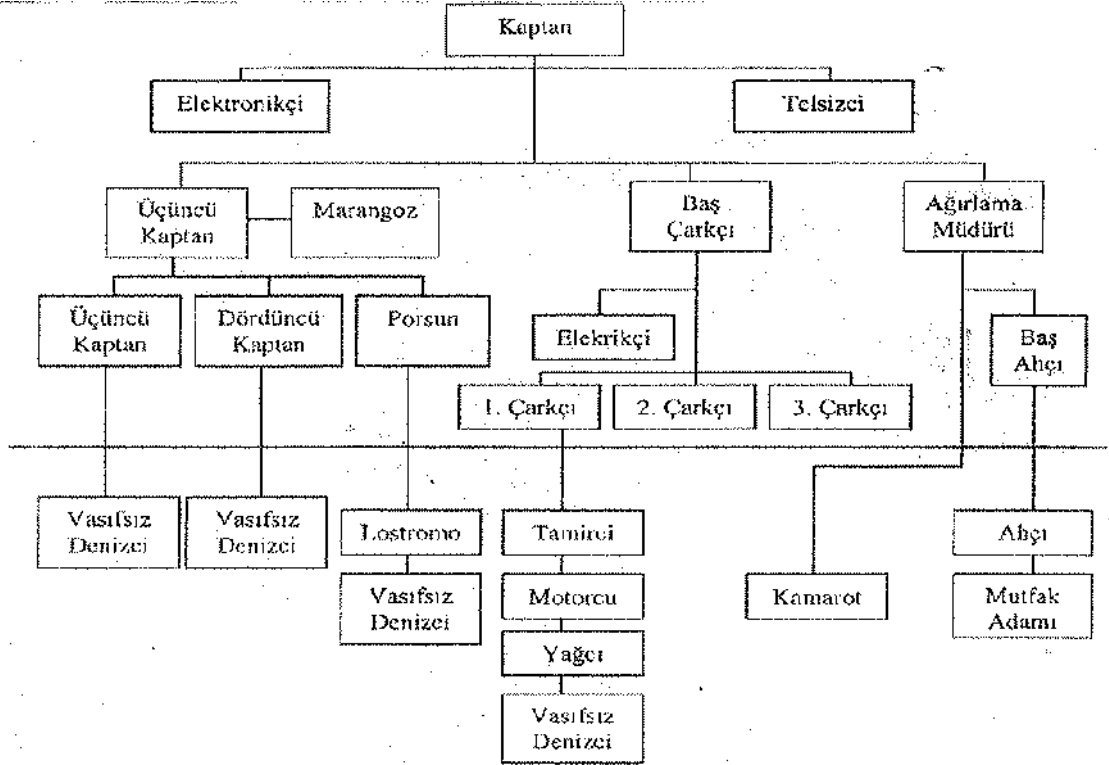 Kaptan
Elektronikçi
Telsizci
Üçüncü
Kaptan
Marangoz
Baş
Çarkçı
Ağırlama
Müdürü
Üçüncü
Kaptan
Dördüncü
Kaptan
Porsun
Elekrikçi
Baş
Ahçı
1. Çarkçı
2. Çarkçı
3. Çarkçı
Vasıfsız
Denizci
Vasıfsız
Denizci
Lostromo
Tamirci
Ahçı
Vasıfsız
Denizci
Motorcu
Kamarot
Mutfak
Adamı
Yağcı
Vasıfsız
Denizci